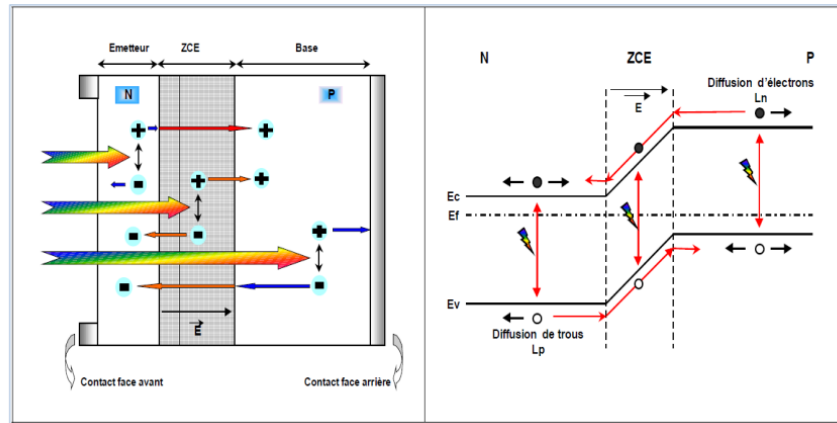 Emetteur ZCE Base
N P
E
Contact face avant Contact face arrière
N ZCE P
E
Diffusion d'électrons
Ln
Ec
Ef
Ev
Diffusion de trous
Lp